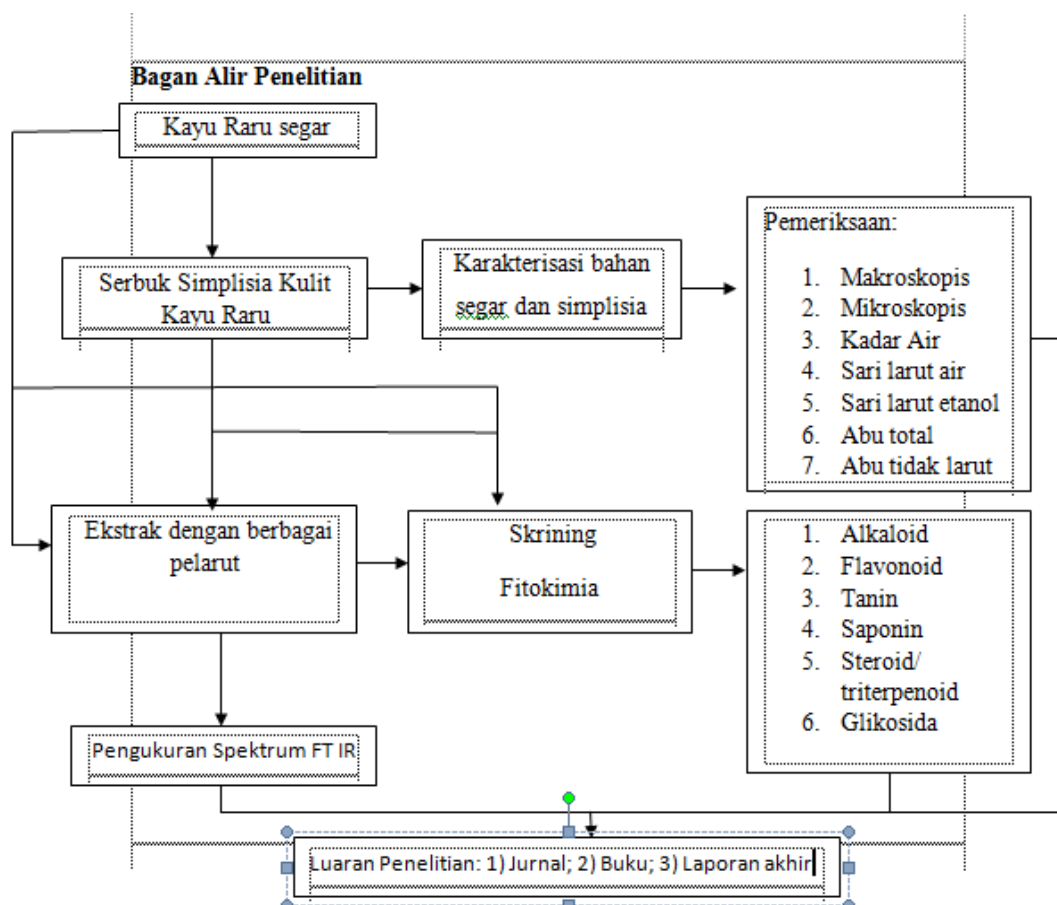 Bagan Alir Penelitian
Kayu Raru segar
Serbuk Simplisia Kulit
Kayu Raru
Karakterisasi bahan
segar dan simplisia
Pemeriksaan:
1. Makroskopis
2. Mikroskopis
3. Kadar Air
4. Sari larut air
5. Sari larut etanol
6. Abu total
7. Abu tidak larut
Ekstrak dengan berbagai
pelarut
Skrining
Fitokimia
1. Alkaloid
2. Flavonoid
3. Tanin
4. Saponin
5. Steroid/
triterpenoid
6. Glikosida
Pengukuran Spektrum FT IR
Luaran Penelitian: 1) Jurnal; 2) Buku; 3) Laporan akhir